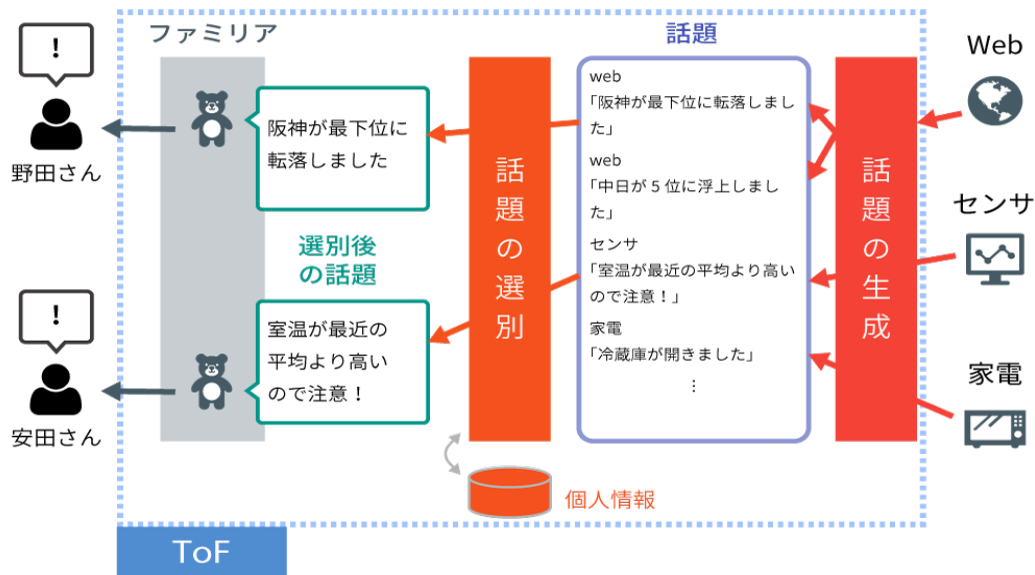 ファミリア
話題
Web
!
野田さん
阪神が最下位に
転落しました
web
「阪神が最下位に転落しまし
た」
web
「中日が 5 位に浮上しまし
た」
センサ
「室温が最近の平均より高い
ので注意！」
家電
「冷蔵庫が開きました」
⋮
話題の選別
話題の生成
センサ
選別後
の話題
!
安田さん
室温が最近の
平均より高い
ので注意！
家電
個人情報
ToF